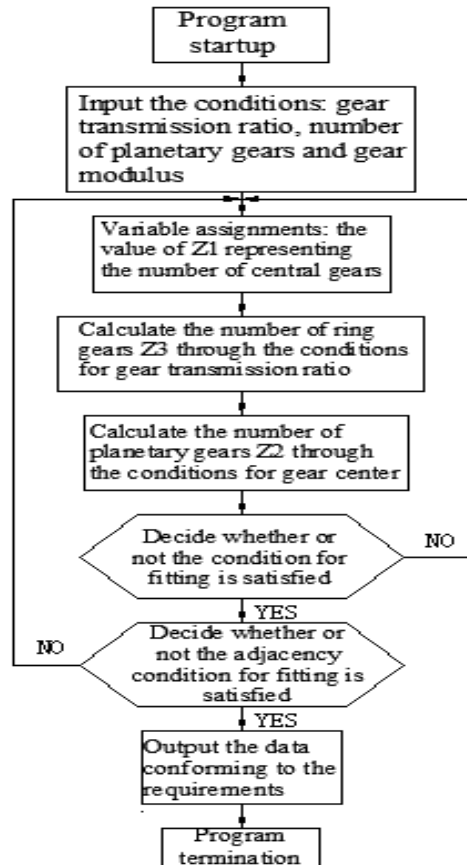 Program
startup
Input the conditions: gear
transmission ratio, number
of planetary gears and gear
modulus
Variable assignments: the
value of Z1 representing
the number of central gears
Calculate the number of ring
gears Z3 through the conditions
for gear transmission ratio
Calculate the number of
planetary gears Z2 through
the conditions for gear center
Decide whether or
not the condition for
fitting is satisfied
NO
YES
Decide whether or
not the adjacency
condition for fitting is
satisfied
NO
YES
Output the data
conforming to the
requirements
Program
termination